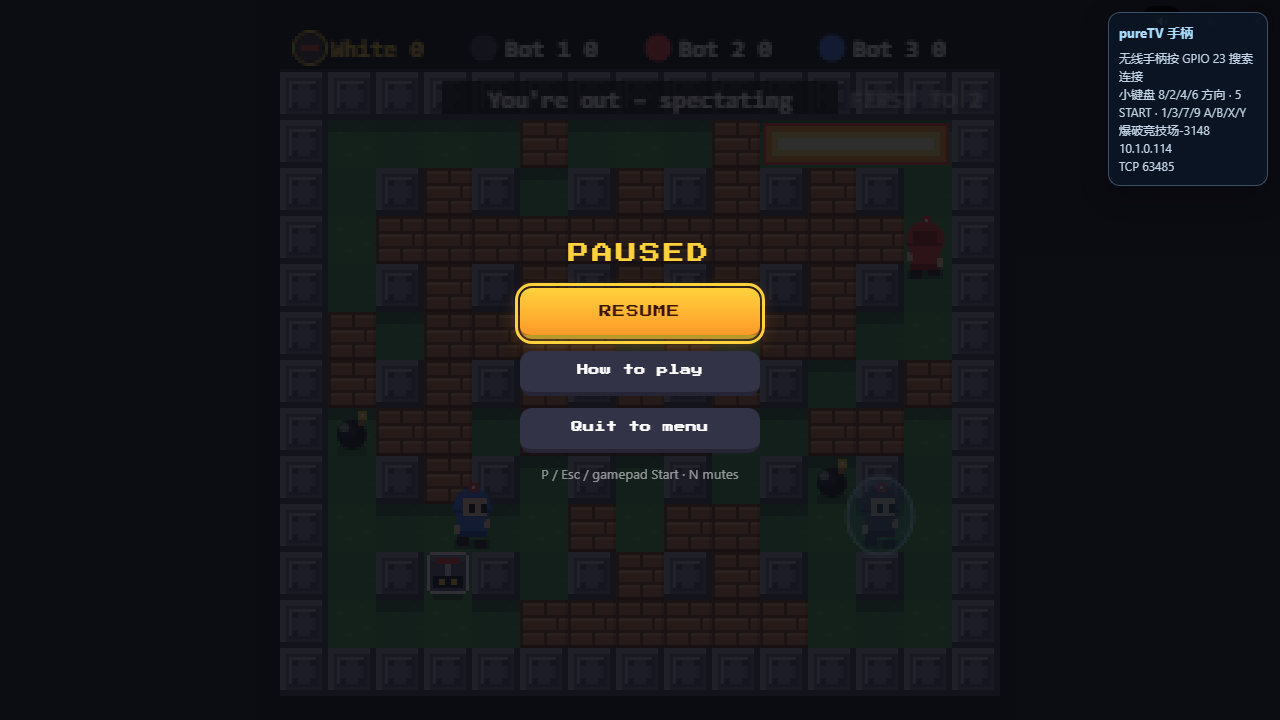 White 0
Bot 1 0
Bot 2 0
Bot 3 0
You're out - spectating
FIRST TO 2
PAUSED
RESUME
How to play
Quit to menu
P / Esc / gamepad Start · N mutes
pureTV 手柄
无线手柄按 GPIO 23 搜索
连接
小键盘 8/2/4/6 方向 · 5
START · 1/3/7/9 A/B/X/Y
爆破竞技场-3148
10.1.0.114
TCP 63485